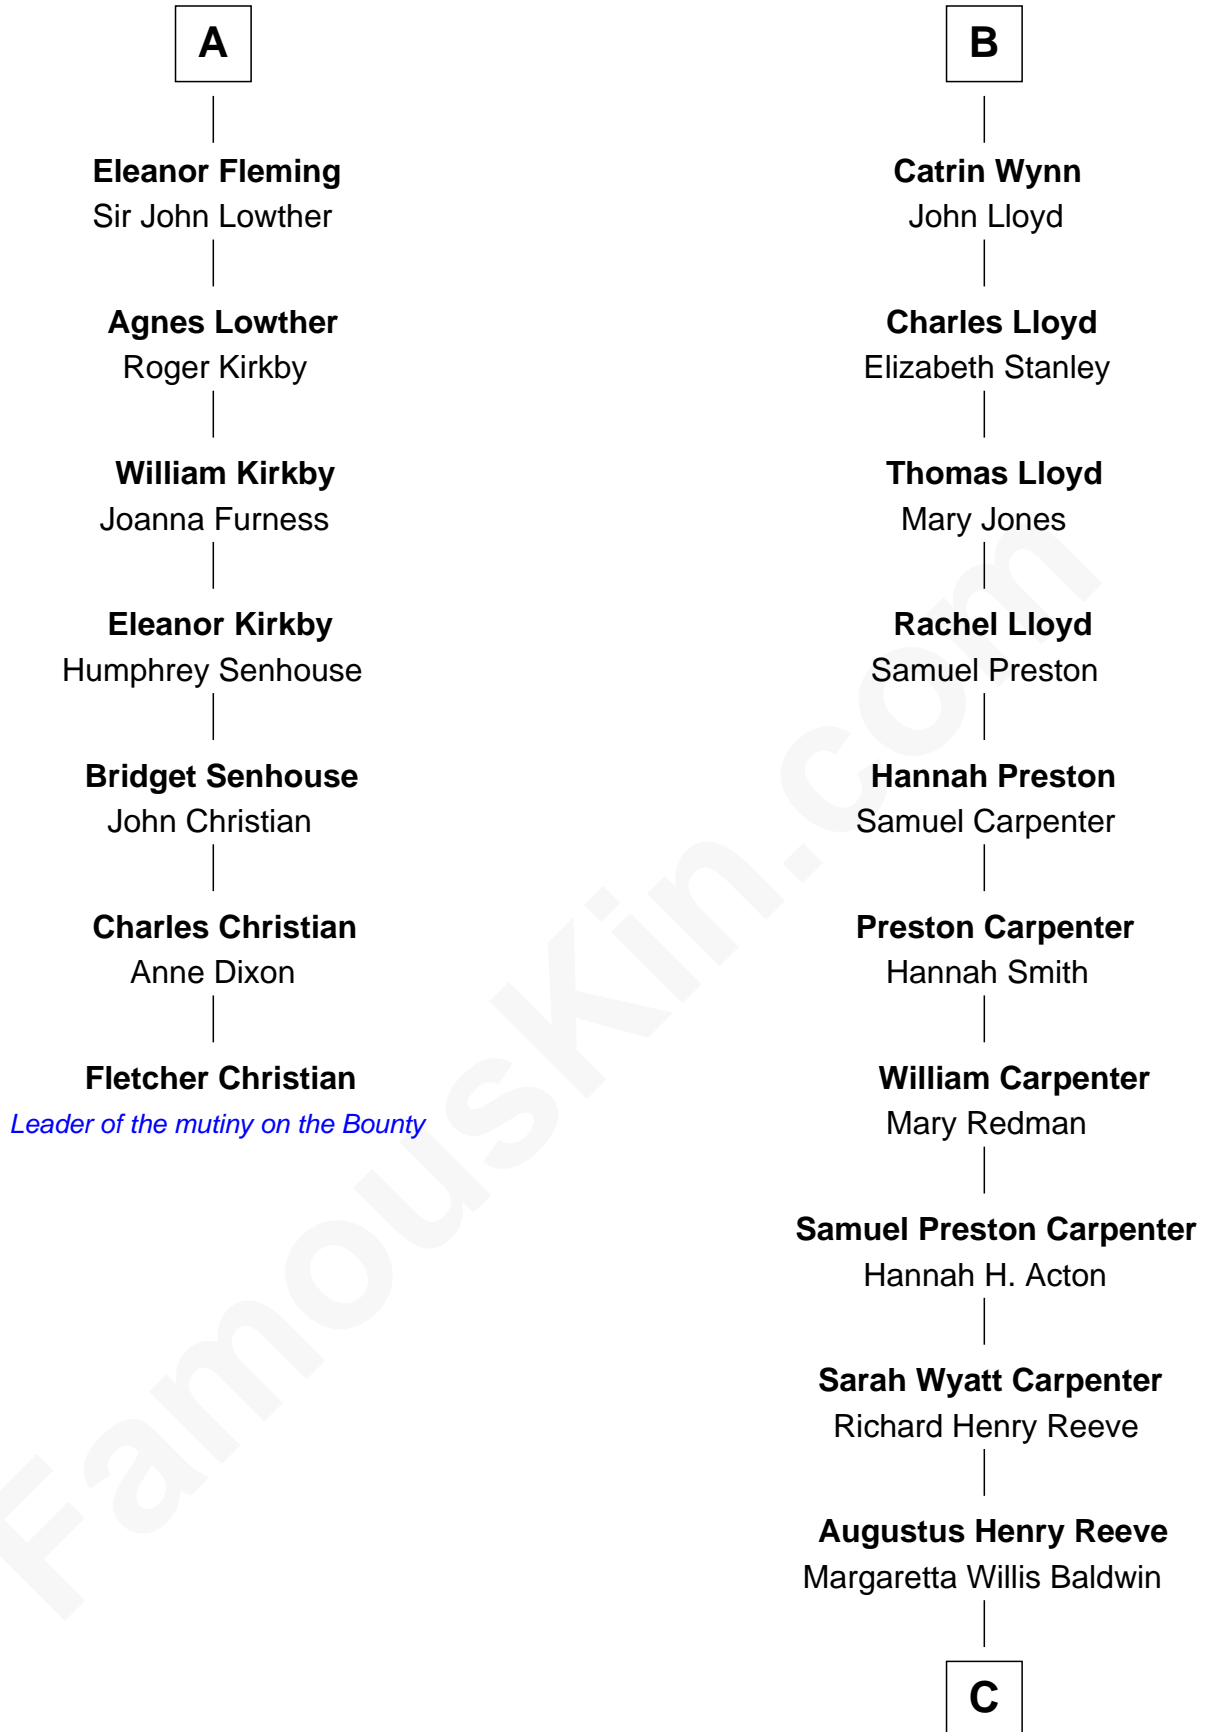 A
Eleanor Fleming
Sir John Lowther
Agnes Lowther
Roger Kirkby
William Kirkby
Joanna Furness
Eleanor Kirkby
Humphrey Senhouse
Bridget Senhouse
John Christian
Charles Christian
Anne Dixon
Fletcher Christian
Leader of the mutiny on the Bounty
B
Catrin Wynn
John Lloyd
Charles Lloyd
Elizabeth Stanley
Thomas Lloyd
Mary Jones
Rachel Lloyd
Samuel Preston
Hannah Preston
Samuel Carpenter
Preston Carpenter
Hannah Smith
William Carpenter
Mary Redman
Samuel Preston Carpenter
Hannah H. Acton
Sarah Wyatt Carpenter
Richard Henry Reeve
Augustus Henry Reeve
Margaretta Willis Baldwin
C
FamousKin.com